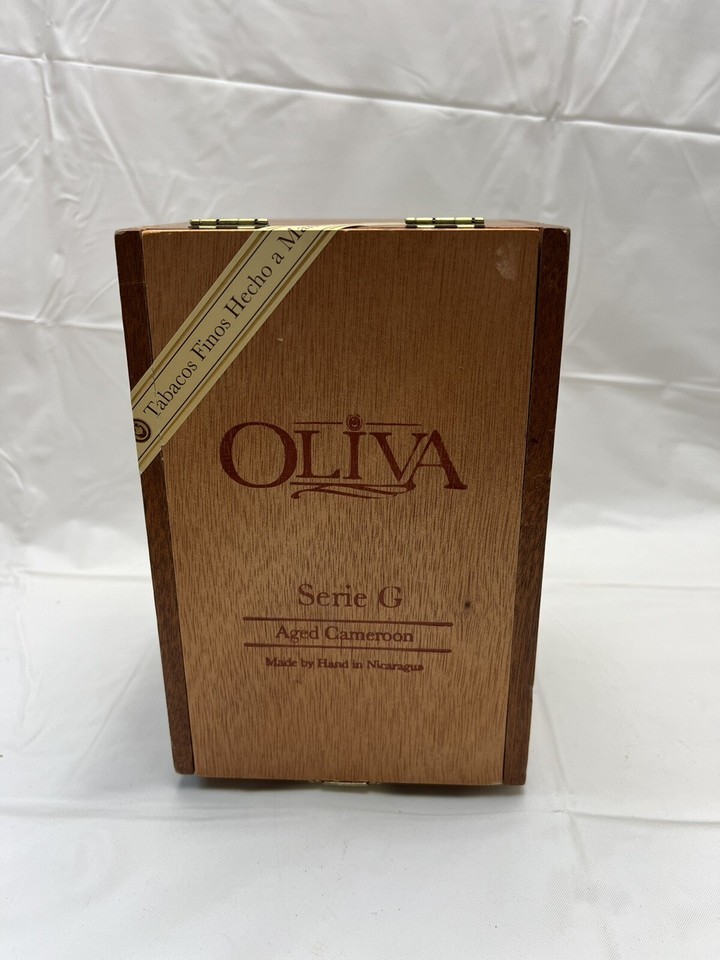 Tabacos Finos Hecho a
OLIVA
Serie G
Aged Cameroon
Made by Hand in Nicaragua